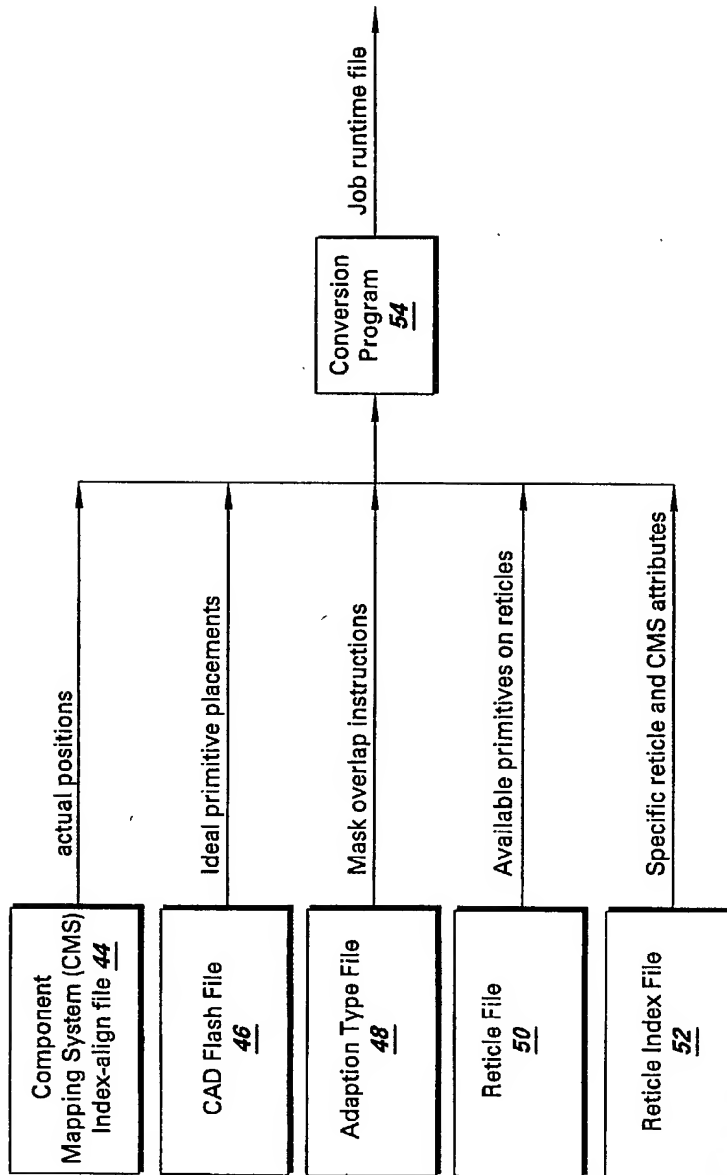 Component
Mapping System (CMS)
Index-align file 44
actual positions
CAD Flash File
46
Ideal primitive placements
Adaption Type File
48
Mask overlap instructions
Reticle File
50
Available primitives on reticles
Reticle Index File
52
Specific reticle and CMS attributes
Conversion
Program
54
Job runtime file